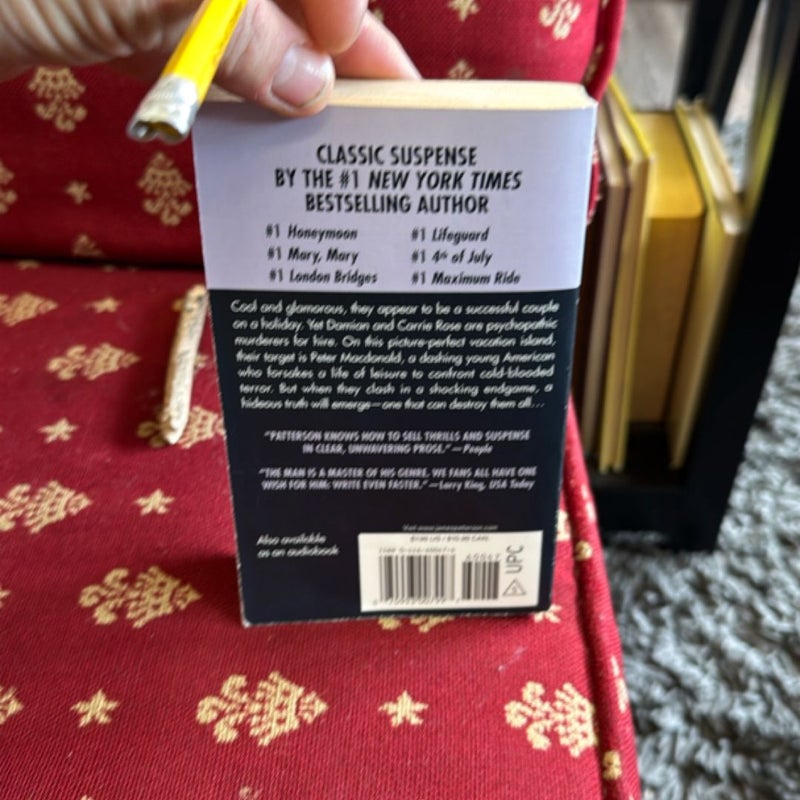 CLASSIC SUSPENSE
BY THE #1 NEW YORK TIMES
BESTSELLING AUTHOR
#1 Honeymoon #1 Lifeguard
#1 Mary, Mary #1 4th of July
#1 London Bridges #1 Maximum Ride
Cool and glamorous, they appear to be a successful couple
on a holiday. Yet Damian and Carrie Rose are psychopathic
murderers for hire. On this picture-perfect vacation island,
their target is Peter Macdonald, a dashing young American
who forsakes a life of leisure to confront cold-blooded
terror. But when they clash in a shocking endgame, a
hideous truth will emerge—one that can destroy them all...
"PATTERSON KNOWS HOW TO SELL THRILLS AND SUSPENSE
IN CLEAR, UNWAVERING PROSE." —People
"THE MAN IS A MASTER OF HIS GENRE. WE FANS ALL HAVE ONE
WISH FOR HIM: WRITE EVEN FASTER." —Larry King, USA Today
Visit www.jamespatterson.com
Also available
as an audiobook
60067
UPC